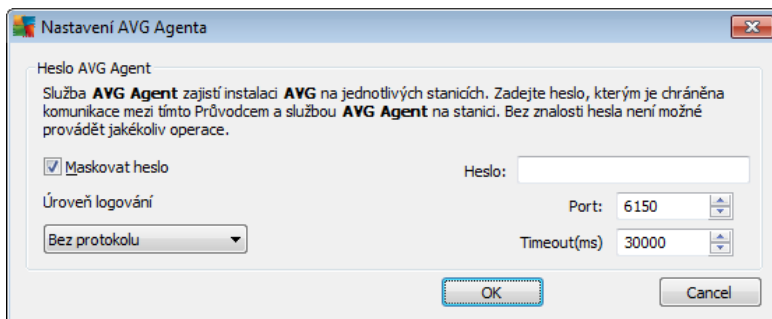 Nastavení AVG Agenta
Heslo AVG Agent
Služba AVG Agent zajistí instalaci AVG na jednotlivých stanicích. Zadejte heslo, kterým je chráněna
komunikace mezi tímto Průvodcem a službou AVG Agent na stanici. Bez znalosti hesla není možné
provádět jakékoliv operace.
Maskovat heslo
Heslo:
Úroveň logování
Port: 6150
Bez protokolu
Timeout(ms) 30000
OK
Cancel